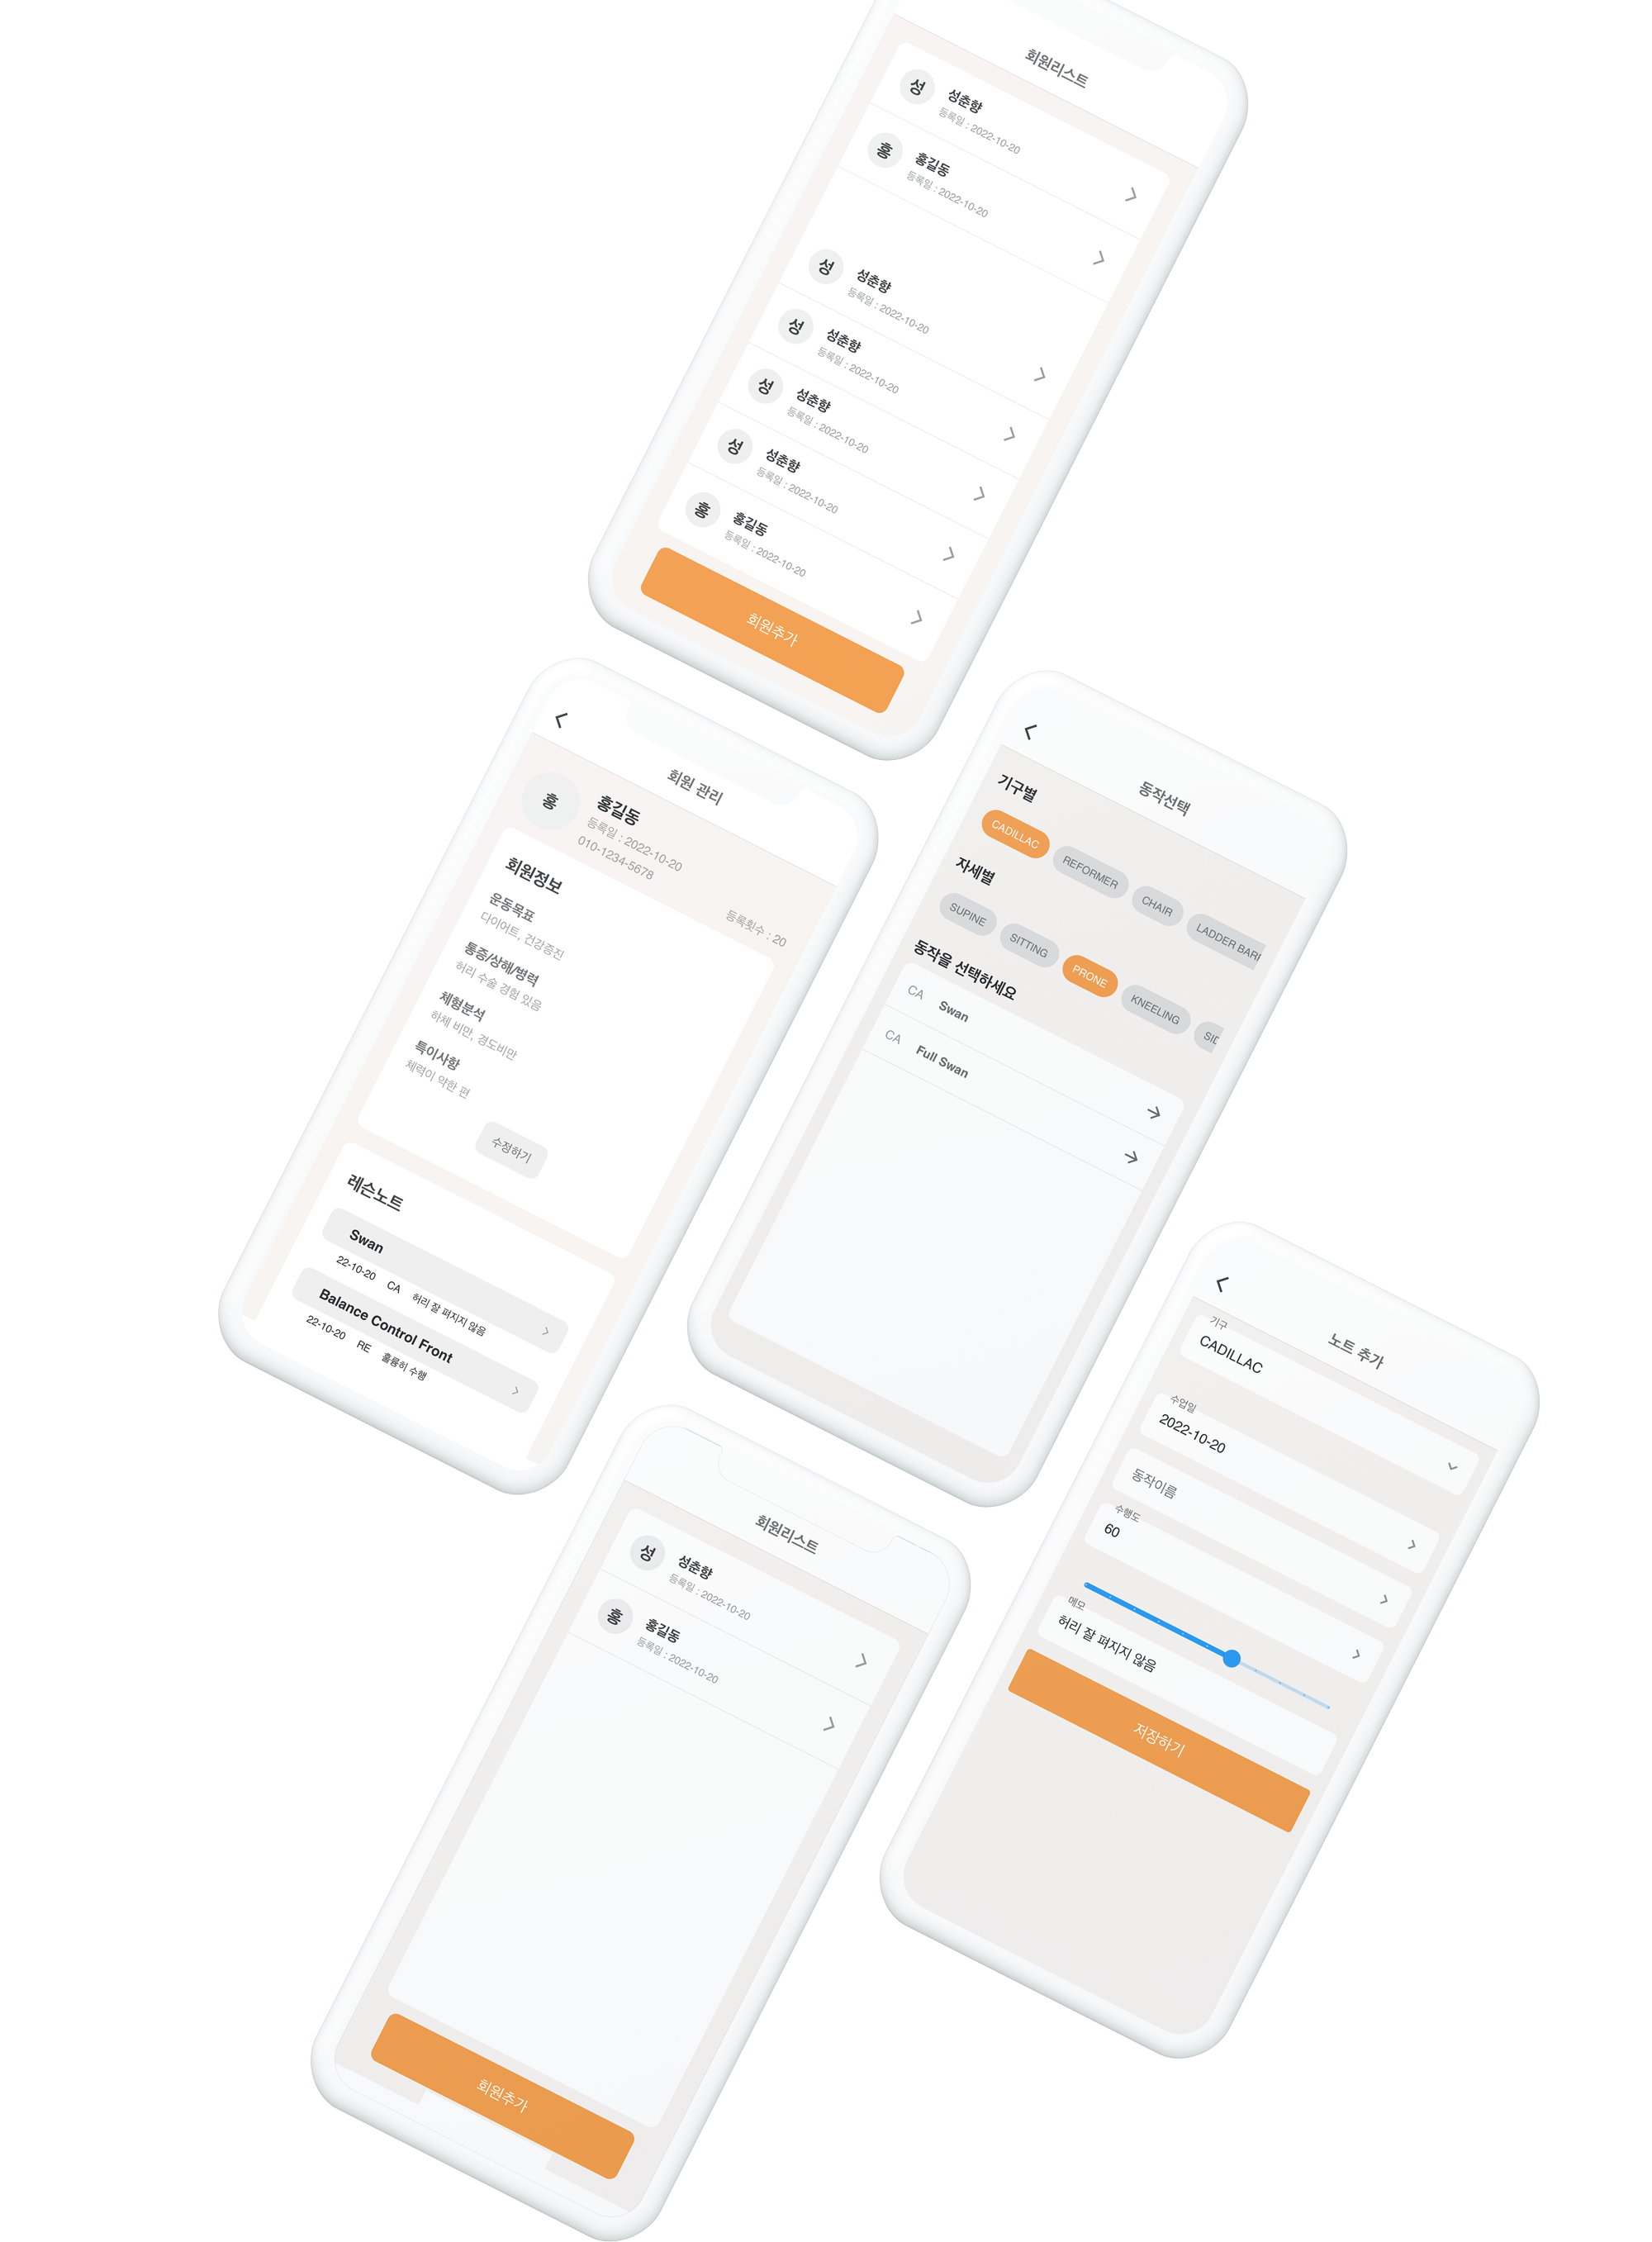 회원리스트
성
성춘향
등록일 : 2022-10-20
홍
홍길동
등록일 : 2022-10-20
성
성춘향
등록일 : 2022-10-20
성
성춘향
등록일 : 2022-10-20
성
성춘향
등록일 : 2022-10-20
성
성춘향
등록일 : 2022-10-20
홍
홍길동
등록일 : 2022-10-20
회원추가
회원 관리
홍
홍길동
등록일 : 2022-10-20
010-1234-5678
등록횟수 : 20
회원정보
운동목표
다이어트, 건강증진
통증/상해/병력
허리 수술 경험 있음
체형분석
하체 비만, 경도비만
특이사항
체력이 약한 편
수정하기
레슨노트
Swan
22-10-20 CA 허리 잘 펴지지 않음
Balance Control Front
22-10-20 RE 훌륭히 수행
동작선택
기구별
CADILLAC REFORMER CHAIR LADDER BARR
자세별
SUPINE SITTING PRONE KNEELING SID
동작을 선택하세요
CA Swan
CA Full Swan
노트 추가
기구
CADILLAC
수업일
2022-10-20
동작이름
수행도
60
메모
허리 잘 펴지지 않음
저장하기
회원리스트
성
성춘향
등록일 : 2022-10-20
홍
홍길동
등록일 : 2022-10-20
회원추가